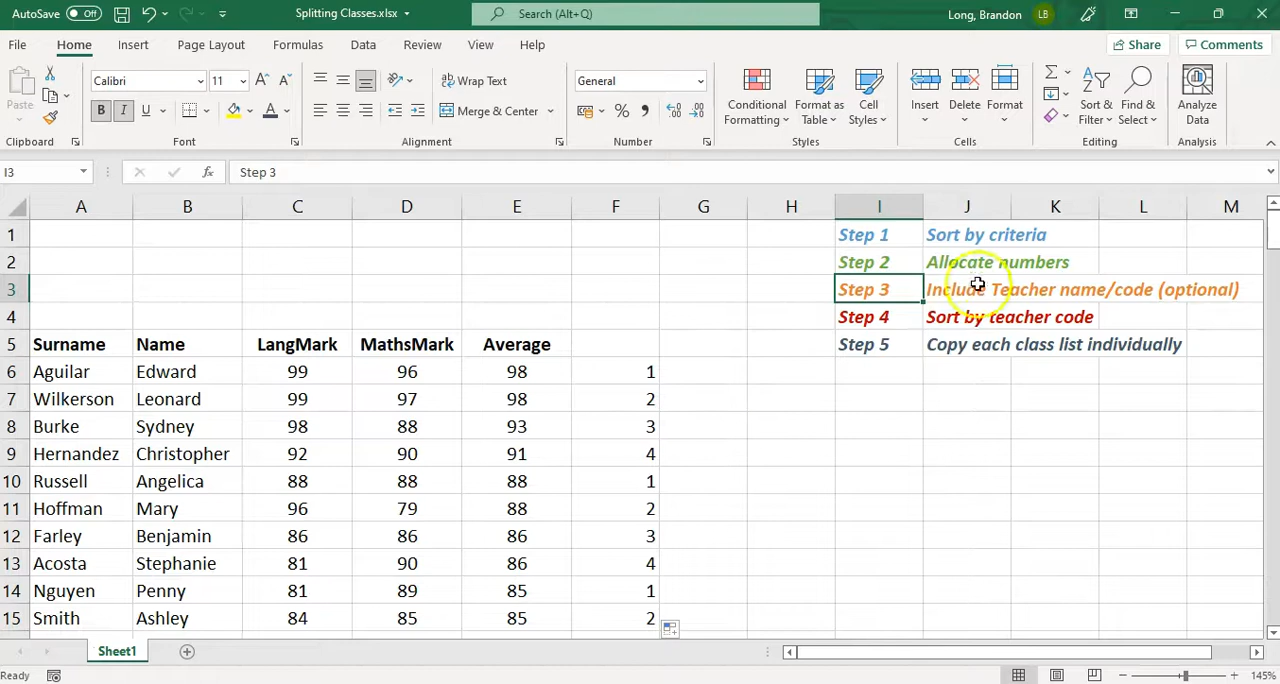 AutoSave Off Splitting Classes.xlsx Search (Alt+Q) Long, Brandon LB
File Home Insert Page Layout Formulas Data Review View Help Share Comments
Paste Calibri 11 Wrap Text General Conditional Formatting Format as Table Cell Styles Insert Delete Format Sort & Filter Find & Select Analyze Data
B I U A Merge & Center %
Clipboard Font Alignment Number Styles Cells Editing Analysis
I3 fx Step 3
A B C D E F G H I J K L M
1 Step 1 Sort by criteria
2 Step 2 Allocate numbers
3 Step 3 Include Teacher name/code (optional)
4 Step 4 Sort by teacher code
5 Surname Name LangMark MathsMark Average Step 5 Copy each class list individually
6 Aguilar Edward 99 96 98 1
7 Wilkerson Leonard 99 97 98 2
8 Burke Sydney 98 88 93 3
9 Hernandez Christopher 92 90 91 4
10 Russell Angelica 88 88 88 1
11 Hoffman Mary 96 79 88 2
12 Farley Benjamin 86 86 86 3
13 Acosta Stephanie 81 90 86 4
14 Nguyen Penny 81 89 85 1
15 Smith Ashley 84 85 85 2
Sheet1
Ready 145%